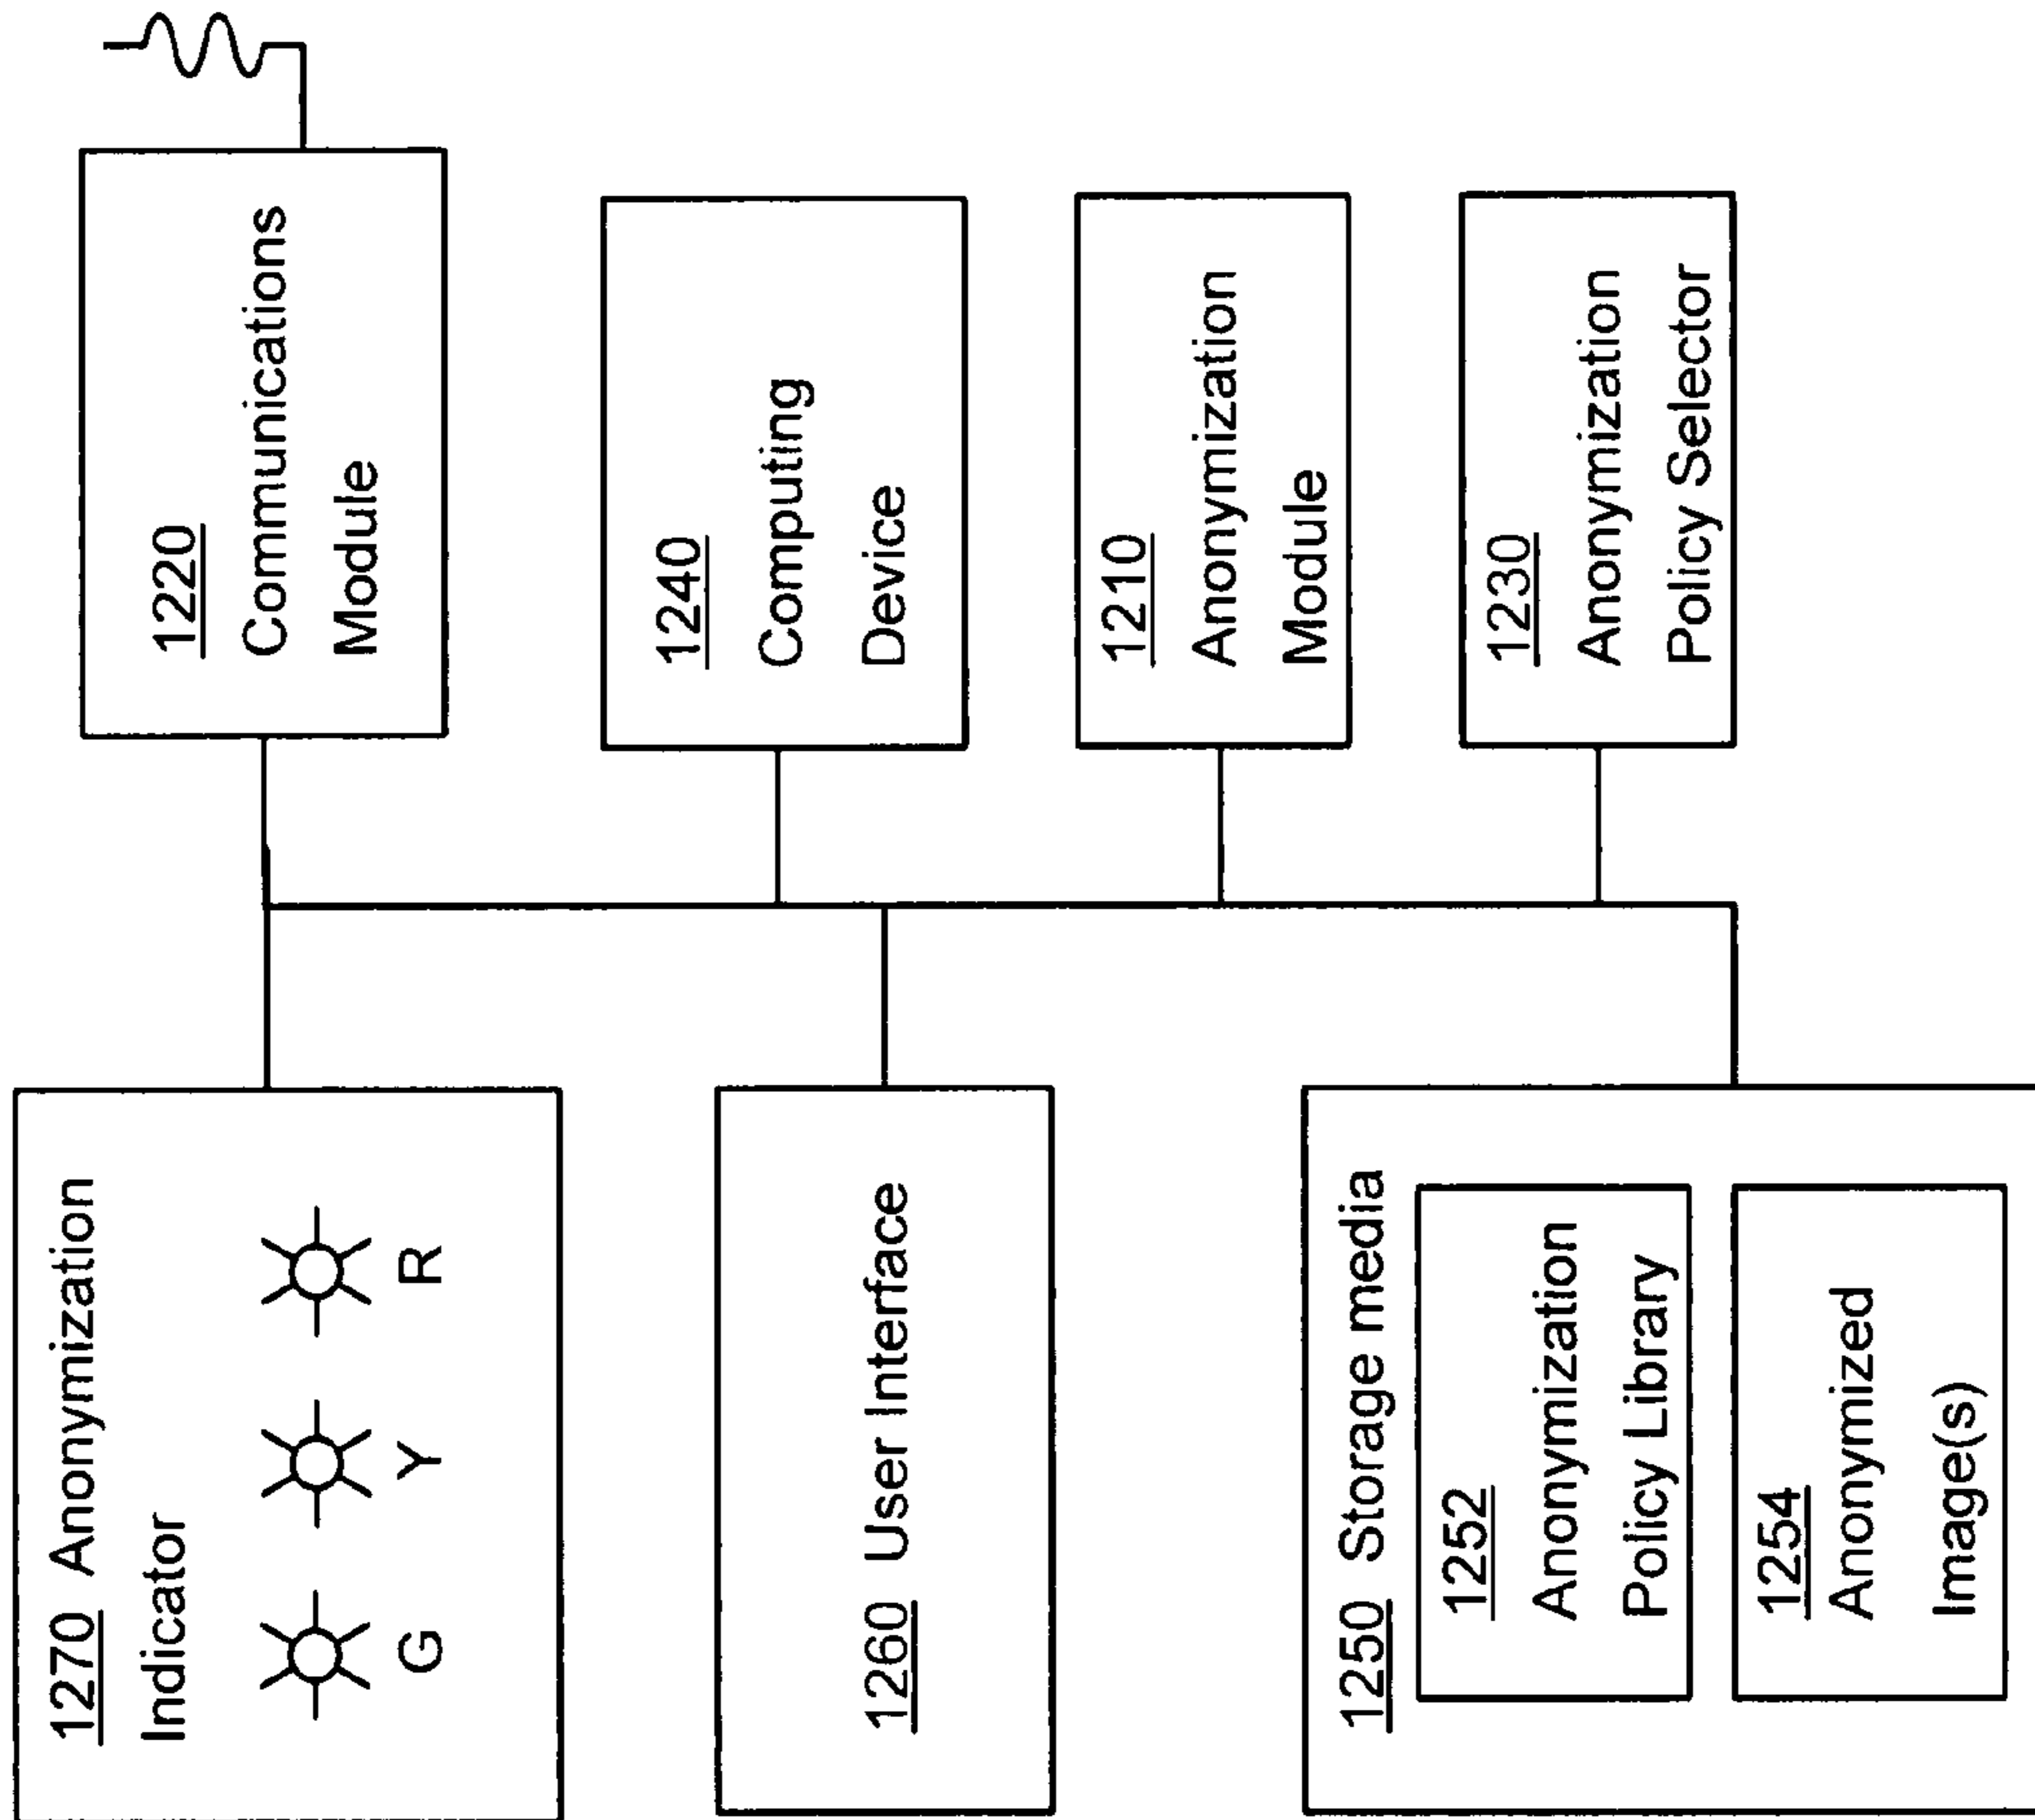 1270 Anonymization
Indicator
G Y R
1220
Communications
Module
1260 User Interface
1240
Computing
Device
1210
Anonymization
Module
1250 Storage media
1252
Anonymization
Policy Library
1254
Anonymized
Image(s)
1230
Anonymization
Policy Selector